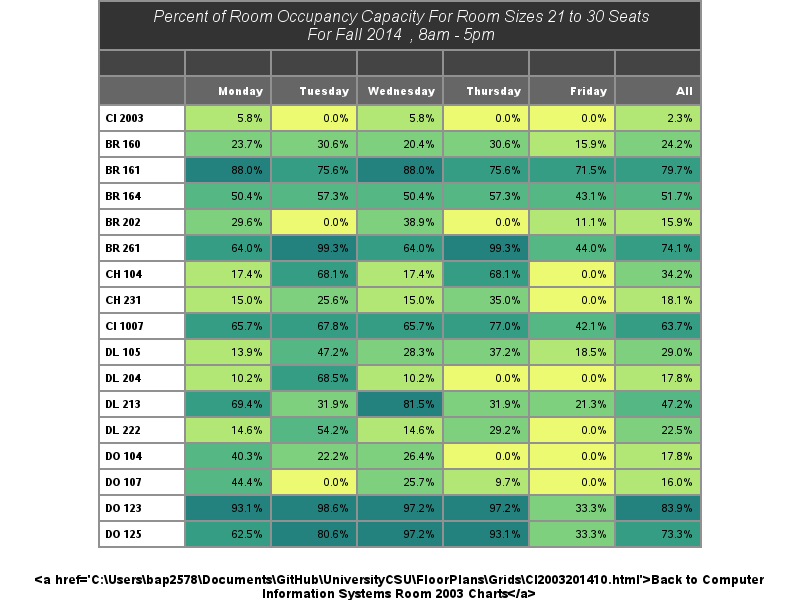 Percent of Room Occupancy Capacity For Room Sizes 21 to 30 Seats
For Fall 2014 , 8am - 5pm
Monday Tuesday Wednesday Thursday Friday All
CI 2003 5.8% 0.0% 5.8% 0.0% 0.0% 2.3%
BR 160 23.7% 30.6% 20.4% 30.6% 15.9% 24.2%
BR 161 88.0% 75.6% 88.0% 75.6% 71.5% 79.7%
BR 164 50.4% 57.3% 50.4% 57.3% 43.1% 51.7%
BR 202 29.6% 0.0% 38.9% 0.0% 11.1% 15.9%
BR 261 64.0% 99.3% 64.0% 99.3% 44.0% 74.1%
CH 104 17.4% 68.1% 17.4% 68.1% 0.0% 34.2%
CH 231 15.0% 25.6% 15.0% 35.0% 0.0% 18.1%
CI 1007 65.7% 67.8% 65.7% 77.0% 42.1% 63.7%
DL 105 13.9% 47.2% 28.3% 37.2% 18.5% 29.0%
DL 204 10.2% 68.5% 10.2% 0.0% 0.0% 17.8%
DL 213 69.4% 31.9% 81.5% 31.9% 21.3% 47.2%
DL 222 14.6% 54.2% 14.6% 29.2% 0.0% 22.5%
DO 104 40.3% 22.2% 26.4% 0.0% 0.0% 17.8%
DO 107 44.4% 0.0% 25.7% 9.7% 0.0% 16.0%
DO 123 93.1% 98.6% 97.2% 97.2% 33.3% 83.9%
DO 125 62.5% 80.6% 97.2% 93.1% 33.3% 73.3%
<a href='C:\Users\bap2578\Documents\GitHub\UniversityCSU\FloorPlans\Grids\CI2003201410.html'>Back to Computer
Information Systems Room 2003 Charts</a>